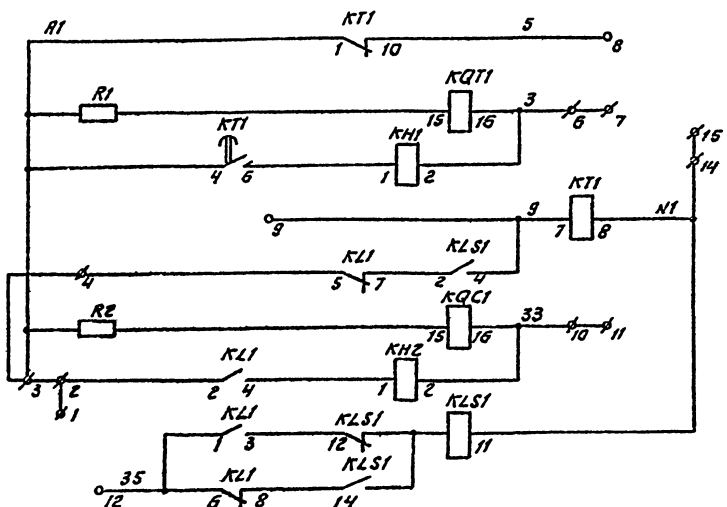 A1 KT1 5
1 10 8
R1 KQT1 3
15 16 6 7
KT1 KH1 15
4 6 1 2 14
9 KT1 N1
9 7 8
KL1 KLS1
4 5 7 2 4
R2 KQC1 33
15 16 10 11
KL1 KH2
3 2 2 4 1 2
1
KL1 KLS1 KLS1
1 3 12 11
35 KL1 KLS1
12 6 8 14